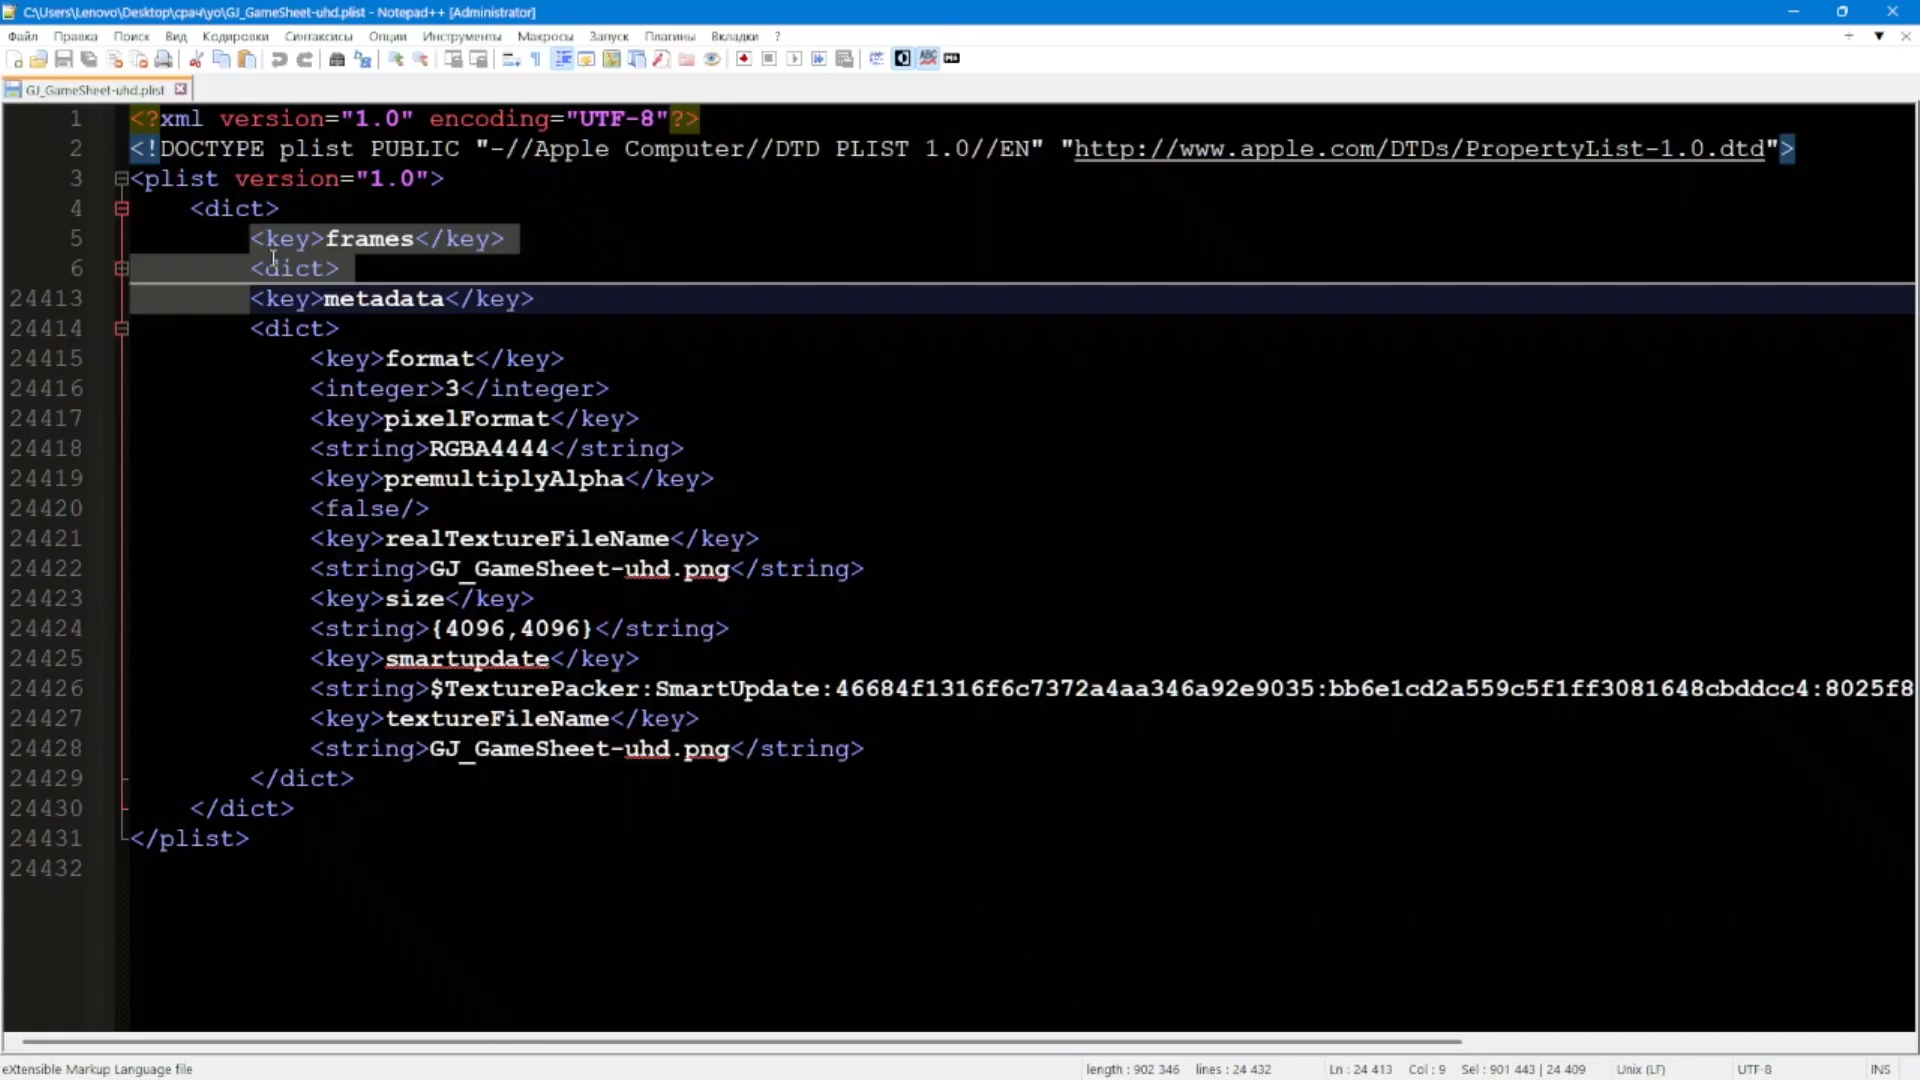 C:\Users\Lenovo\Desktop\срач\yo\GJ_GameSheet-uhd.plist - Notepad++ [Administrator]
Файл Правка Поиск Вид Кодировки Синтаксисы Опции Инструменты Макросы Запуск Плагины Вкладки ?
GJ_GameSheet-uhd.plist
1 <?xml version="1.0" encoding="UTF-8"?>
2 <!DOCTYPE plist PUBLIC "-//Apple Computer//DTD PLIST 1.0//EN" "http://www.apple.com/DTDs/PropertyList-1.0.dtd">
3 <plist version="1.0">
4 <dict>
5 <key>frames</key>
6 <dict>
24413 <key>metadata</key>
24414 <dict>
24415 <key>format</key>
24416 <integer>3</integer>
24417 <key>pixelFormat</key>
24418 <string>RGBA4444</string>
24419 <key>premultiplyAlpha</key>
24420 <false/>
24421 <key>realTextureFileName</key>
24422 <string>GJ_GameSheet-uhd.png</string>
24423 <key>size</key>
24424 <string>{4096,4096}</string>
24425 <key>smartupdate</key>
24426 <string>$TexturePacker:SmartUpdate:46684f1316f6c7372a4aa346a92e9035:bb6e1cd2a559c5f1ff3081648cbddcc4:8025f8
24427 <key>textureFileName</key>
24428 <string>GJ_GameSheet-uhd.png</string>
24429 </dict>
24430 </dict>
24431 </plist>
24432
eXtensible Markup Language file length : 902 346 lines : 24 432 Ln : 24 413 Col : 9 Sel : 901 443 | 24 409 Unix (LF) UTF-8 INS